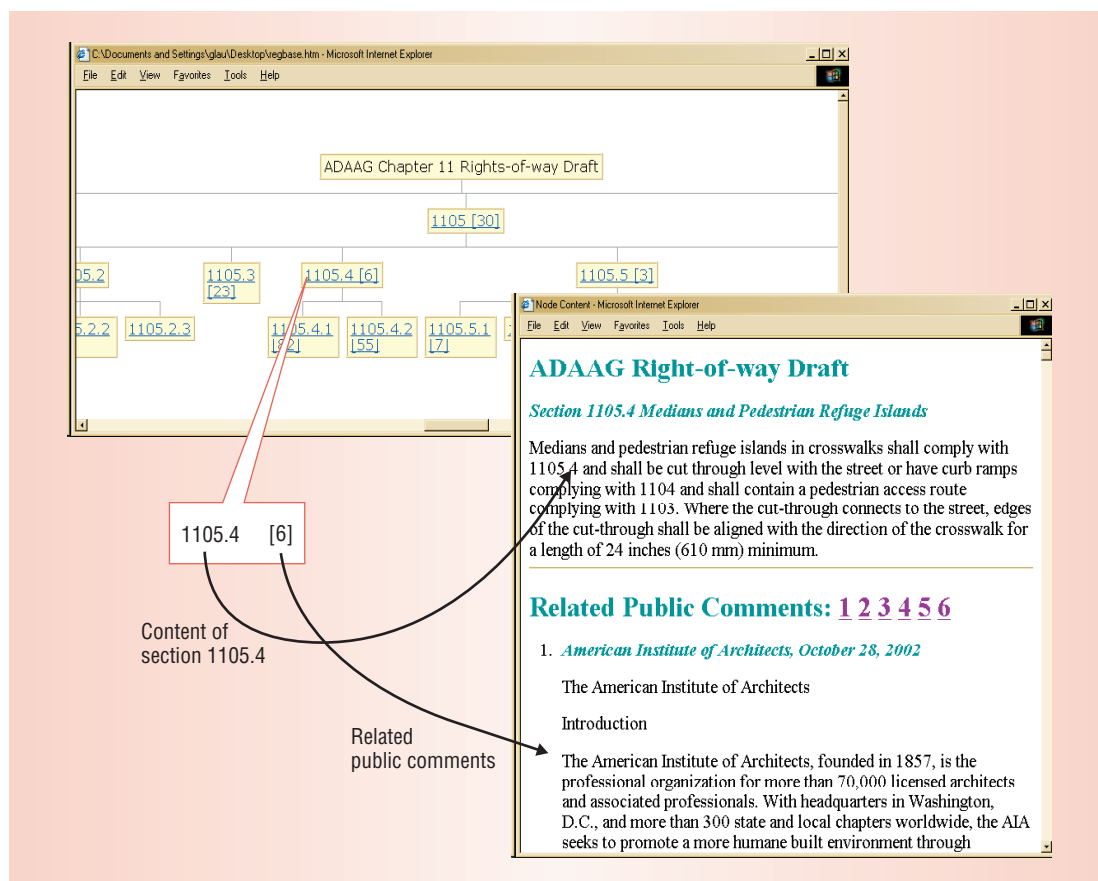 C:\Documents and Settings\glau\Desktop\regbase.htm - Microsoft Internet Explorer
File Edit View Favorites Tools Help
ADAAG Chapter 11 Rights-of-way Draft
1105 [30]
05.2
1105.3
[23]
1105.4 [6]
1105.5 [3]
5.2.2
1105.2.3
1105.4.1
[82]
1105.4.2
[55]
1105.5.1
[7]
1105.4 [6]
Content of
section 1105.4
Related
public comments
Node Content - Microsoft Internet Explorer
File Edit View Favorites Tools Help
ADAAG Right-of-way Draft
Section 1105.4 Medians and Pedestrian Refuge Islands
Medians and pedestrian refuge islands in crosswalks shall comply with
1105.4 and shall be cut through level with the street or have curb ramps
complying with 1104 and shall contain a pedestrian access route
complying with 1103. Where the cut-through connects to the street, edges
of the cut-through shall be aligned with the direction of the crosswalk for
a length of 24 inches (610 mm) minimum.
Related Public Comments: 1 2 3 4 5 6
1. American Institute of Architects, October 28, 2002
The American Institute of Architects
Introduction
The American Institute of Architects, founded in 1857, is the
professional organization for more than 70,000 licensed architects
and associated professionals. With headquarters in Washington,
D.C., and more than 300 state and local chapters worldwide, the AIA
seeks to promote a more humane built environment through